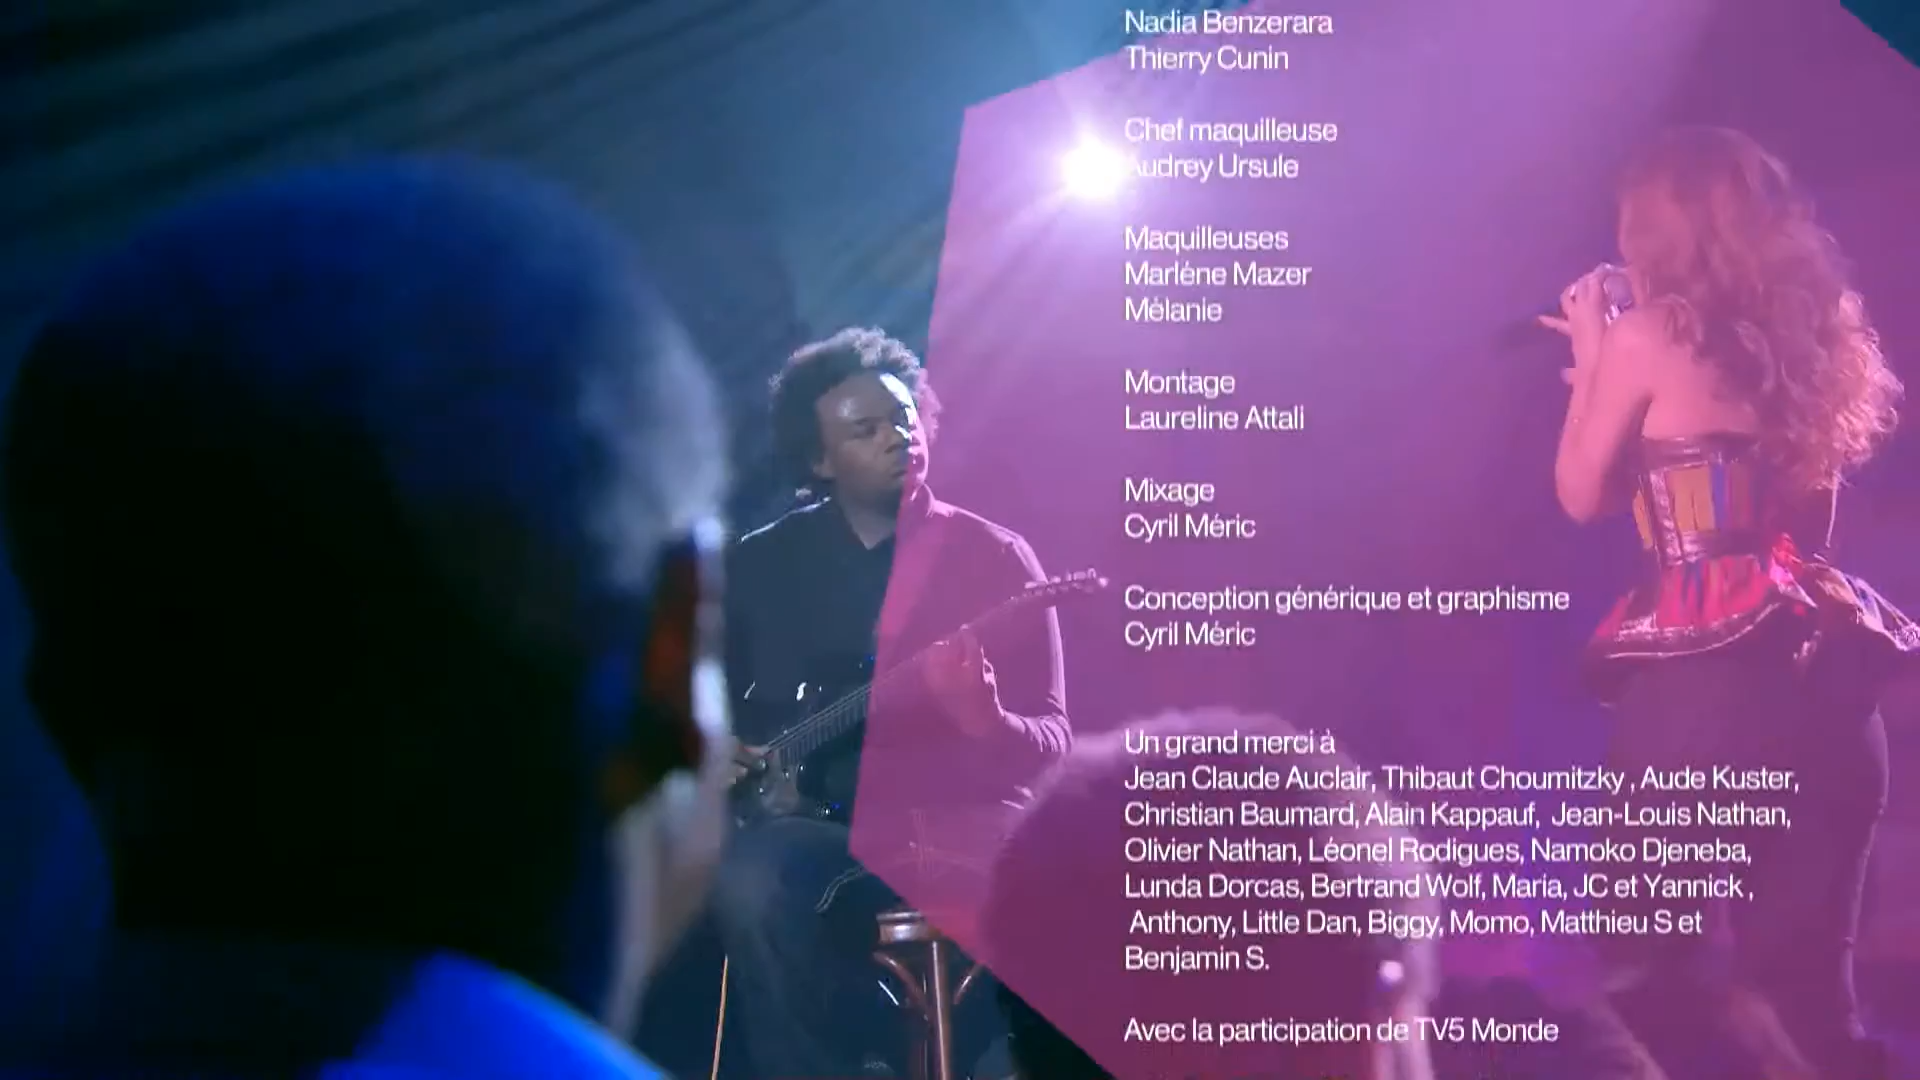 Nadia Benzerara
Thierry Cunin
Chef maquilleuse
Audrey Ursule
Maquilleuses
Marléne Mazer
Mélanie
Montage
Laureline Attali
Mixage
Cyril Méric
Conception générique et graphisme
Cyril Méric
Un grand merci à
Jean Claude Auclair, Thibaut Choumitzky , Aude Kuster,
Christian Baumard, Alain Kappauf, Jean-Louis Nathan,
Olivier Nathan, Léonel Rodigues, Namoko Djeneba,
Lunda Dorcas, Bertrand Wolf, Maria, JC et Yannick ,
Anthony, Little Dan, Biggy, Momo, Matthieu S et
Benjamin S.
Avec la participation de TV5 Monde